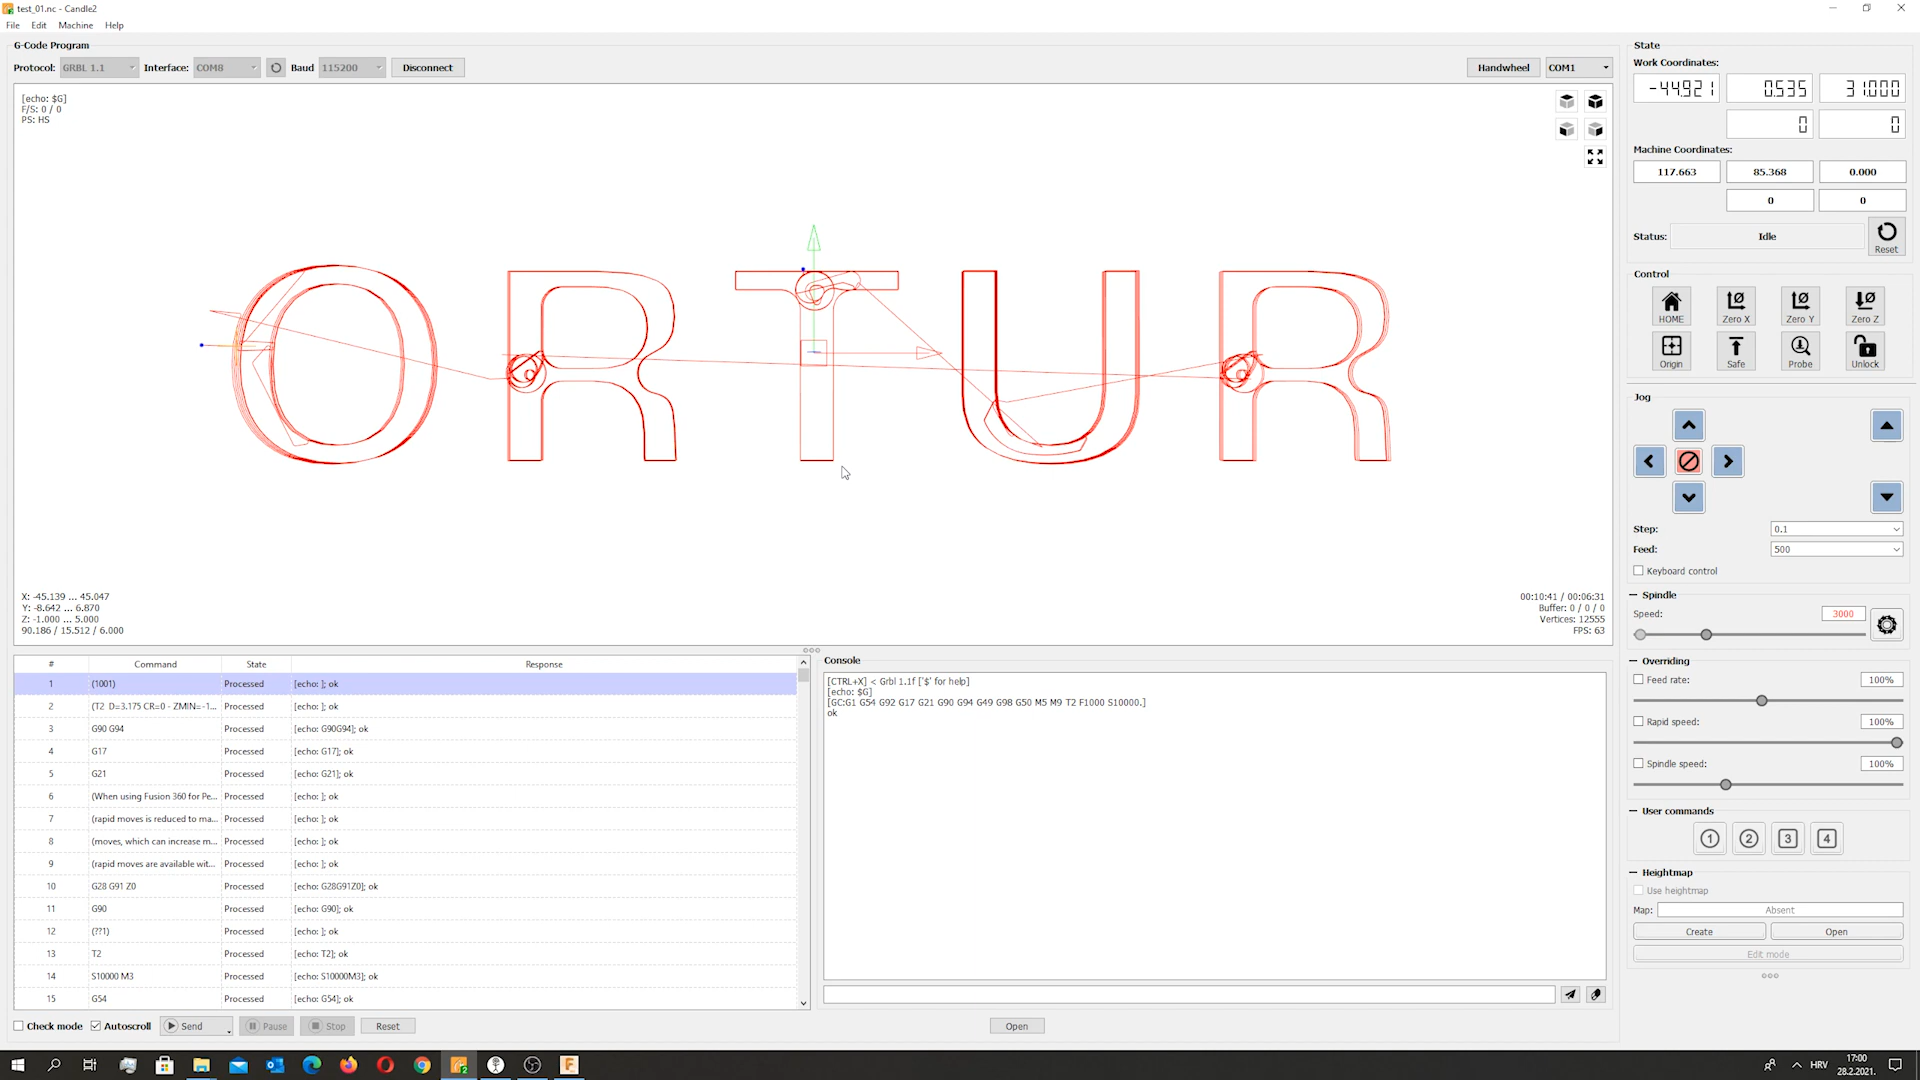 test_01.nc - Candle2
File Edit Machine Help
G-Code Program
Protocol: GRBL 1.1 Interface: COM8 Baud 115200 Disconnect
Handwheel COM1
[echo: $G]
F/S: 0 / 0
PS: HS
ORTUR
X: -45.139 ... 45.047
Y: -8.642 ... 6.870
Z: -1.000 ... 5.000
90.186 / 15.512 / 6.000
00:10:41 / 00:06:31
Buffer: 0 / 0 / 0
Vertices: 12555
FPS: 63
# Command State Response
1 (1001) Processed [echo: ]; ok
2 (T2 D=3.175 CR=0 - ZMIN=-1... Processed [echo: ]; ok
3 G90 G94 Processed [echo: G90G94]; ok
4 G17 Processed [echo: G17]; ok
5 G21 Processed [echo: G21]; ok
6 (When using Fusion 360 for Pe... Processed [echo: ]; ok
7 (rapid moves is reduced to ma... Processed [echo: ]; ok
8 (moves, which can increase m... Processed [echo: ]; ok
9 (rapid moves are available wit... Processed [echo: ]; ok
10 G28 G91 Z0 Processed [echo: G28G91Z0]; ok
11 G90 Processed [echo: G90]; ok
12 (??1) Processed [echo: ]; ok
13 T2 Processed [echo: T2]; ok
14 S10000 M3 Processed [echo: S10000M3]; ok
15 G54 Processed [echo: G54]; ok
Check mode Autoscroll Send Pause Stop Reset
Console
[CTRL+X] < Grbl 1.1f ['$' for help]
[echo: $G]
[GC:G1 G54 G92 G17 G21 G90 G94 G49 G98 G50 M5 M9 T2 F1000 S10000.]
ok
Open
State
Work Coordinates:
-44.921 0.535 31.000
0 0
Machine Coordinates:
117.663 85.368 0.000
0 0
Status: Idle Reset
Control
HOME Zero X Zero Y Zero Z
Origin Safe Probe Unlock
Jog
Step: 0.1
Feed: 500
Keyboard control
Spindle
Speed: 3000
Overriding
Feed rate: 100%
Rapid speed: 100%
Spindle speed: 100%
User commands
1 2 3 4
Heightmap
Use heightmap
Map: Absent
Create Open
Edit mode
HRV
17:00
28.2.2021.